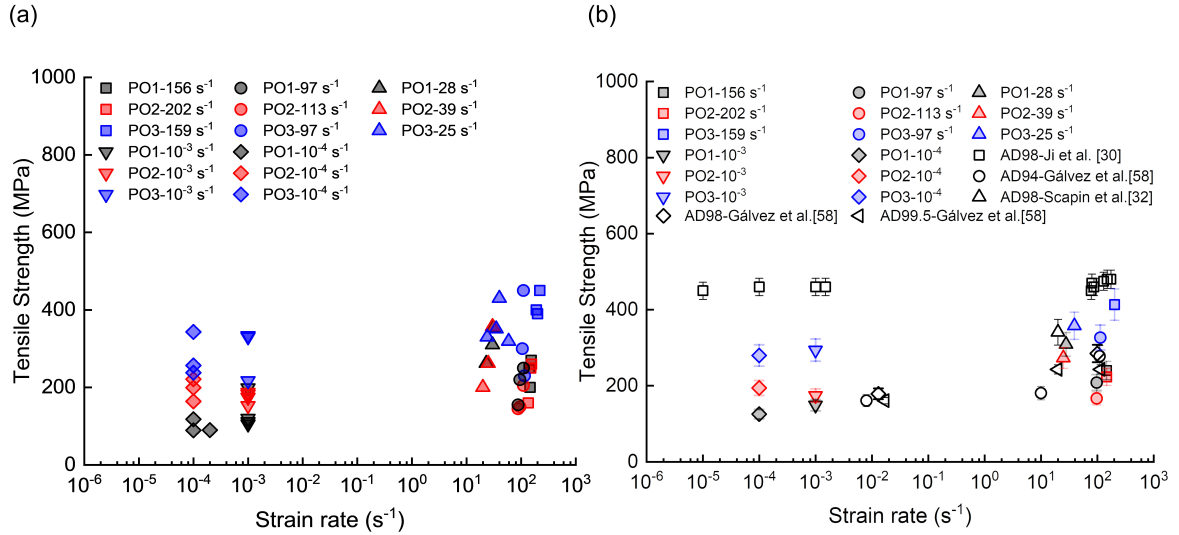 (a)
PO1-156 s⁻¹ PO1-97 s⁻¹ PO1-28 s⁻¹
PO2-202 s⁻¹ PO2-113 s⁻¹ PO2-39 s⁻¹
PO3-159 s⁻¹ PO3-97 s⁻¹ PO3-25 s⁻¹
PO1-10⁻³ s⁻¹ PO1-10⁻⁴ s⁻¹
PO2-10⁻³ s⁻¹ PO2-10⁻⁴ s⁻¹
PO3-10⁻³ s⁻¹ PO3-10⁻⁴ s⁻¹
1000
800
600
400
200
0
Tensile Strength (MPa)
10⁻⁶ 10⁻⁵ 10⁻⁴ 10⁻³ 10⁻² 10⁻¹ 10⁰ 10¹ 10² 10³
Strain rate (s⁻¹)
(b)
PO1-156 s⁻¹ PO1-97 s⁻¹ PO1-28 s⁻¹
PO2-202 s⁻¹ PO2-113 s⁻¹ PO2-39 s⁻¹
PO3-159 s⁻¹ PO3-97 s⁻¹ PO3-25 s⁻¹
PO1-10⁻³ PO1-10⁻⁴ AD98-Ji et al. [30]
PO2-10⁻³ PO2-10⁻⁴ AD94-Gálvez et al.[58]
PO3-10⁻³ PO3-10⁻⁴ AD98-Scapin et al.[32]
AD98-Gálvez et al.[58] AD99.5-Gálvez et al.[58]
1000
800
600
400
200
0
Tensile Strength (MPa)
10⁻⁶ 10⁻⁵ 10⁻⁴ 10⁻³ 10⁻² 10⁻¹ 10⁰ 10¹ 10² 10³
Strain rate (s⁻¹)